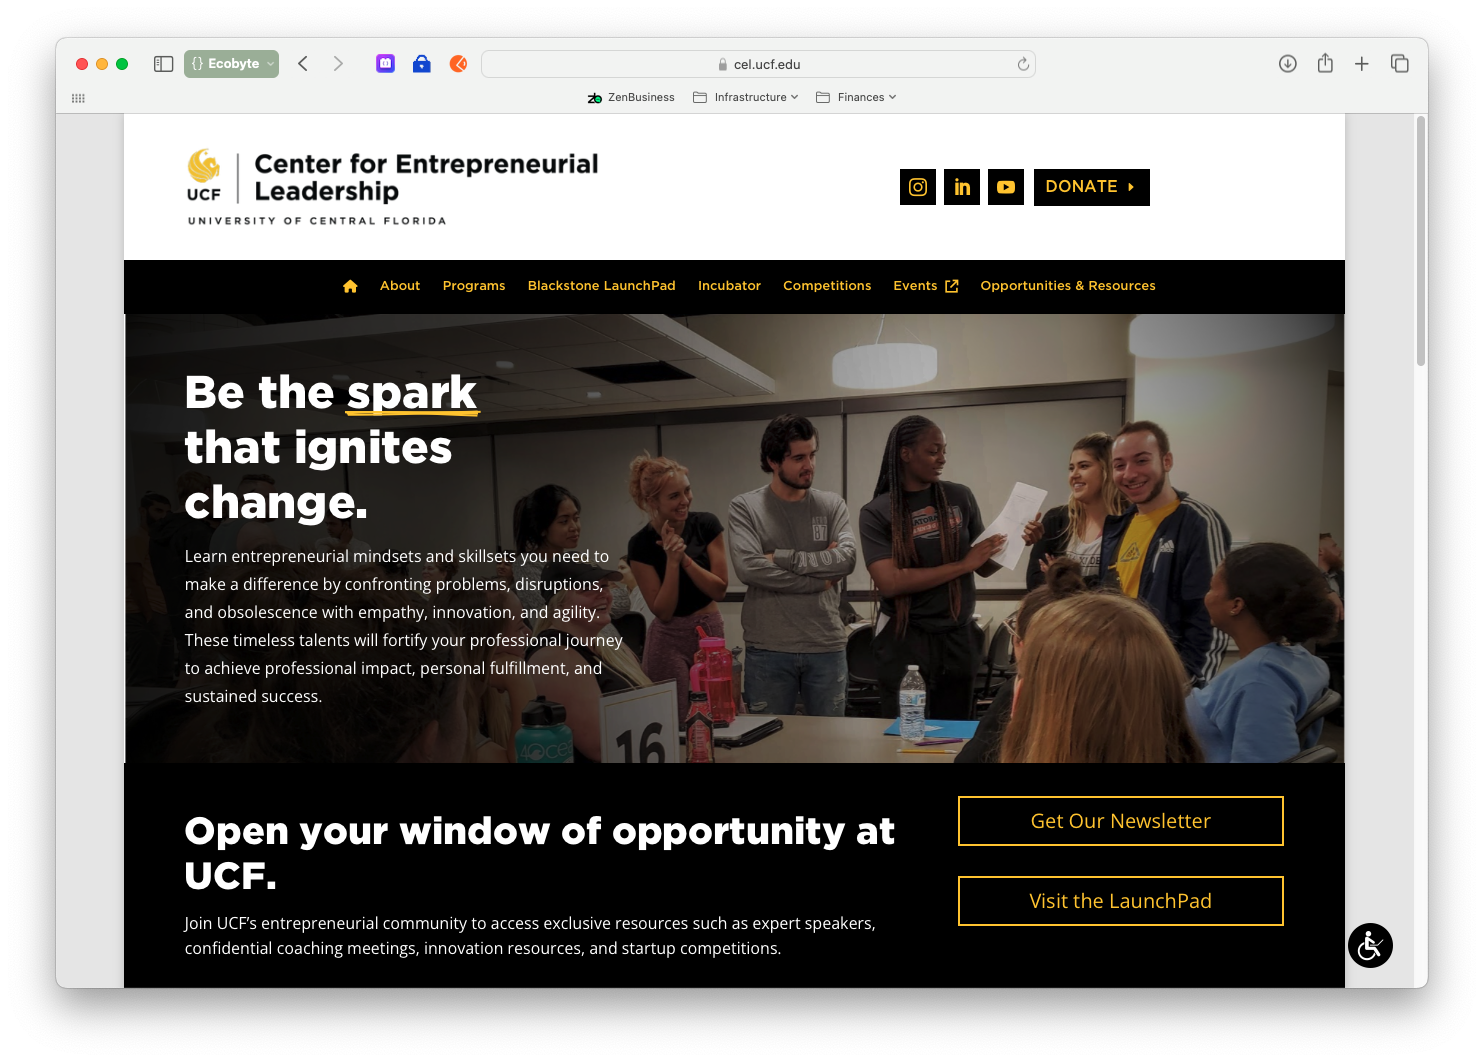 {} Ecobyte
cel.ucf.edu
ZenBusiness Infrastructure Finances
Center for Entrepreneurial
Leadership
UCF
UNIVERSITY OF CENTRAL FLORIDA
DONATE
About Programs Blackstone LaunchPad Incubator Competitions Events Opportunities & Resources
Be the spark
that ignites
change.
Learn entrepreneurial mindsets and skillsets you need to
make a difference by confronting problems, disruptions,
and obsolescence with empathy, innovation, and agility.
These timeless talents will fortify your professional journey
to achieve professional impact, personal fulfillment, and
sustained success.
87
16
Open your window of opportunity at
UCF.
Join UCF’s entrepreneurial community to access exclusive resources such as expert speakers,
confidential coaching meetings, innovation resources, and startup competitions.
Get Our Newsletter
Visit the LaunchPad